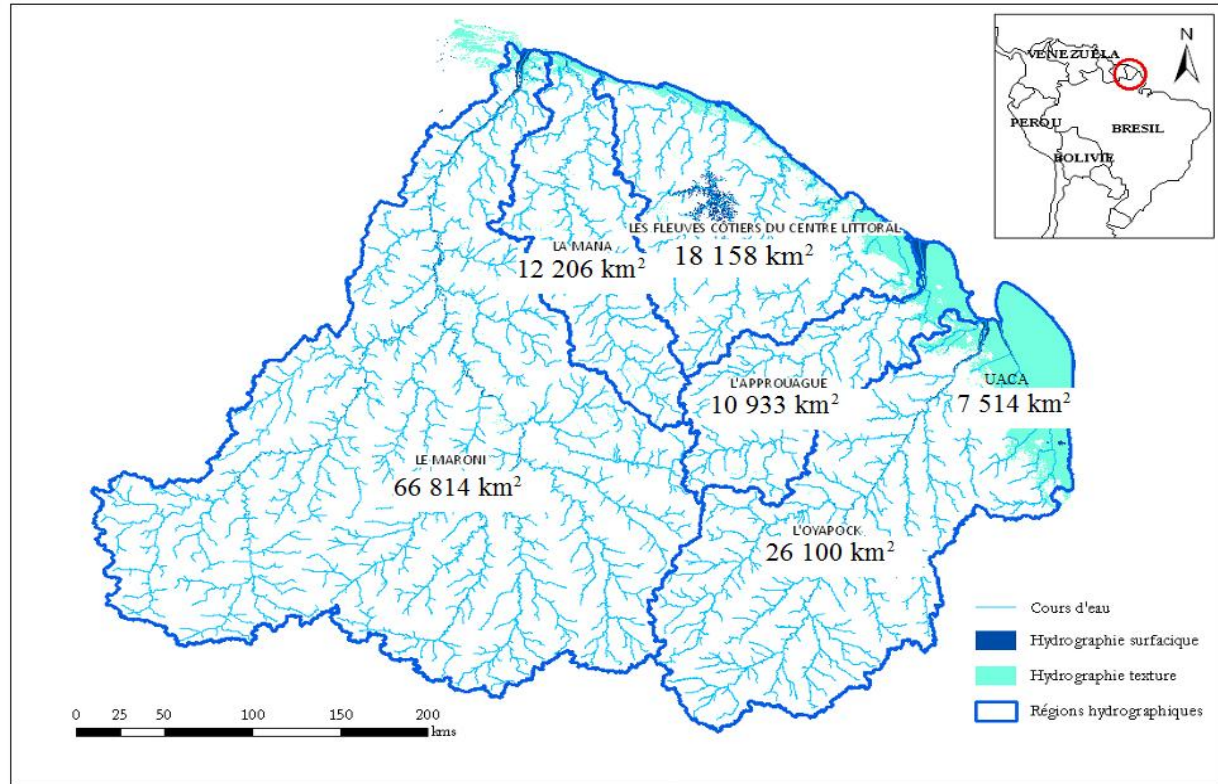 N
VENEZUELA
PEROU
BRESIL
BOLIVIE
LES FLEUVES CÔTIERS DU CENTRE LITTORAL
18 158 km²
LA MANA
12 206 km²
L'APPROUAGUE
10 933 km²
UACA
7 514 km²
LE MARONI
66 814 km²
L'OYAPOCK
26 100 km²
Cours d'eau
Hydrographie surfacique
Hydrographie texture
Régions hydrographiques
0 25 50 100 150 200
kms